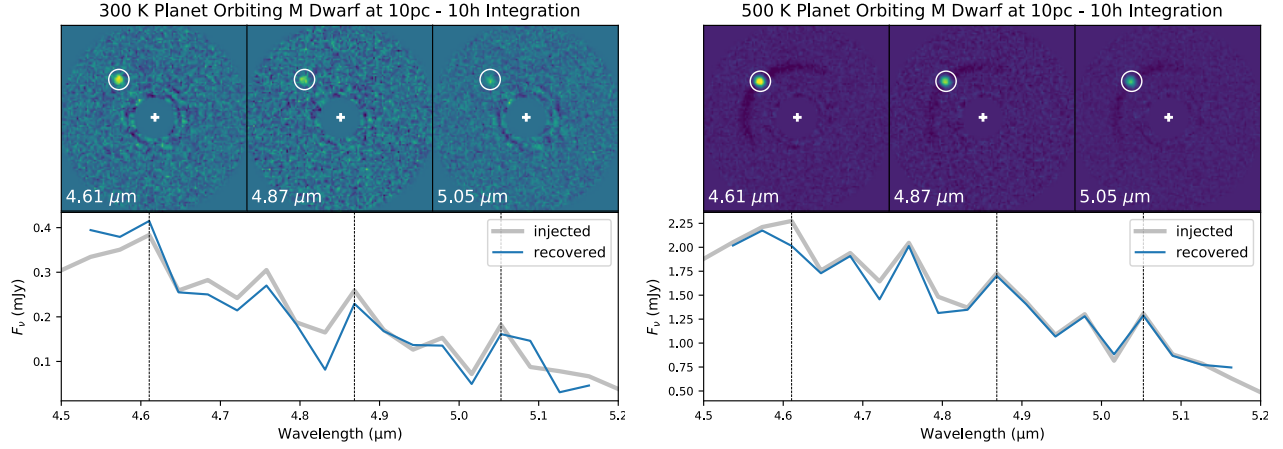 300 K Planet Orbiting M Dwarf at 10pc - 10h Integration
4.61 μm
4.87 μm
5.05 μm
injected
recovered
0.4
0.3
0.2
0.1
Fν (mJy)
4.5 4.6 4.7 4.8 4.9 5.0 5.1 5.2
Wavelength (μm)
500 K Planet Orbiting M Dwarf at 10pc - 10h Integration
4.61 μm
4.87 μm
5.05 μm
injected
recovered
2.25
2.00
1.75
1.50
1.25
1.00
0.75
0.50
Fν (mJy)
4.5 4.6 4.7 4.8 4.9 5.0 5.1 5.2
Wavelength (μm)